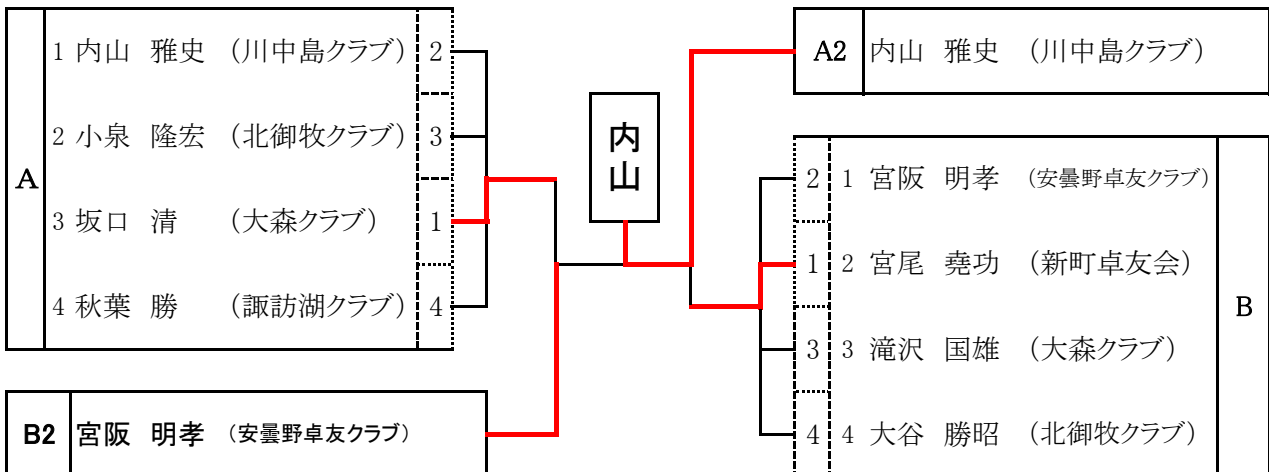 A
1 内山 雅史 (川中島クラブ) 2
2 小泉 隆宏 (北御牧クラブ) 3
3 坂口 清 (大森クラブ) 1
4 秋葉 勝 (諏訪湖クラブ) 4
B2 宮阪 明孝 (安曇野卓友クラブ)
内山
A2 内山 雅史 (川中島クラブ)
2 1 宮阪 明孝 (安曇野卓友クラブ)
1 2 宮尾 堯功 (新町卓友会)
3 3 滝沢 国雄 (大森クラブ)
4 4 大谷 勝昭 (北御牧クラブ)
B